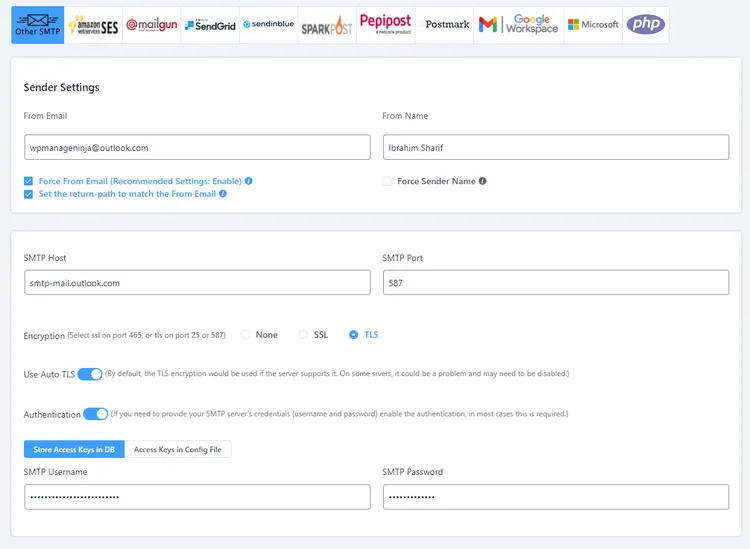 Other SMTP
amazon webservices SES
@mailgun
SendGrid
sendinblue
SPARKPOST
Pepipost
a netcore product
Postmark
Google Workspace
Microsoft
php
Sender Settings
From Email
From Name
wpmanageninja@outlook.com
Ibrahim Sharif
Force From Email (Recommended Settings: Enable)
Force Sender Name
Set the return-path to match the From Email
SMTP Host
SMTP Port
smtp-mail.outlook.com
587
Encryption (Select ssl on port 465, or tls on port 25 or 587) None SSL TLS
Use Auto TLS (By default, the TLS encryption would be used if the server supports it. On some srvers, it could be a problem and may need to be disabled.)
Authentication (If you need to provide your SMTP server's credentials (username and password) enable the authentication, in most cases this is required.)
Store Access Keys in DB
Access Keys in Config File
SMTP Username
SMTP Password